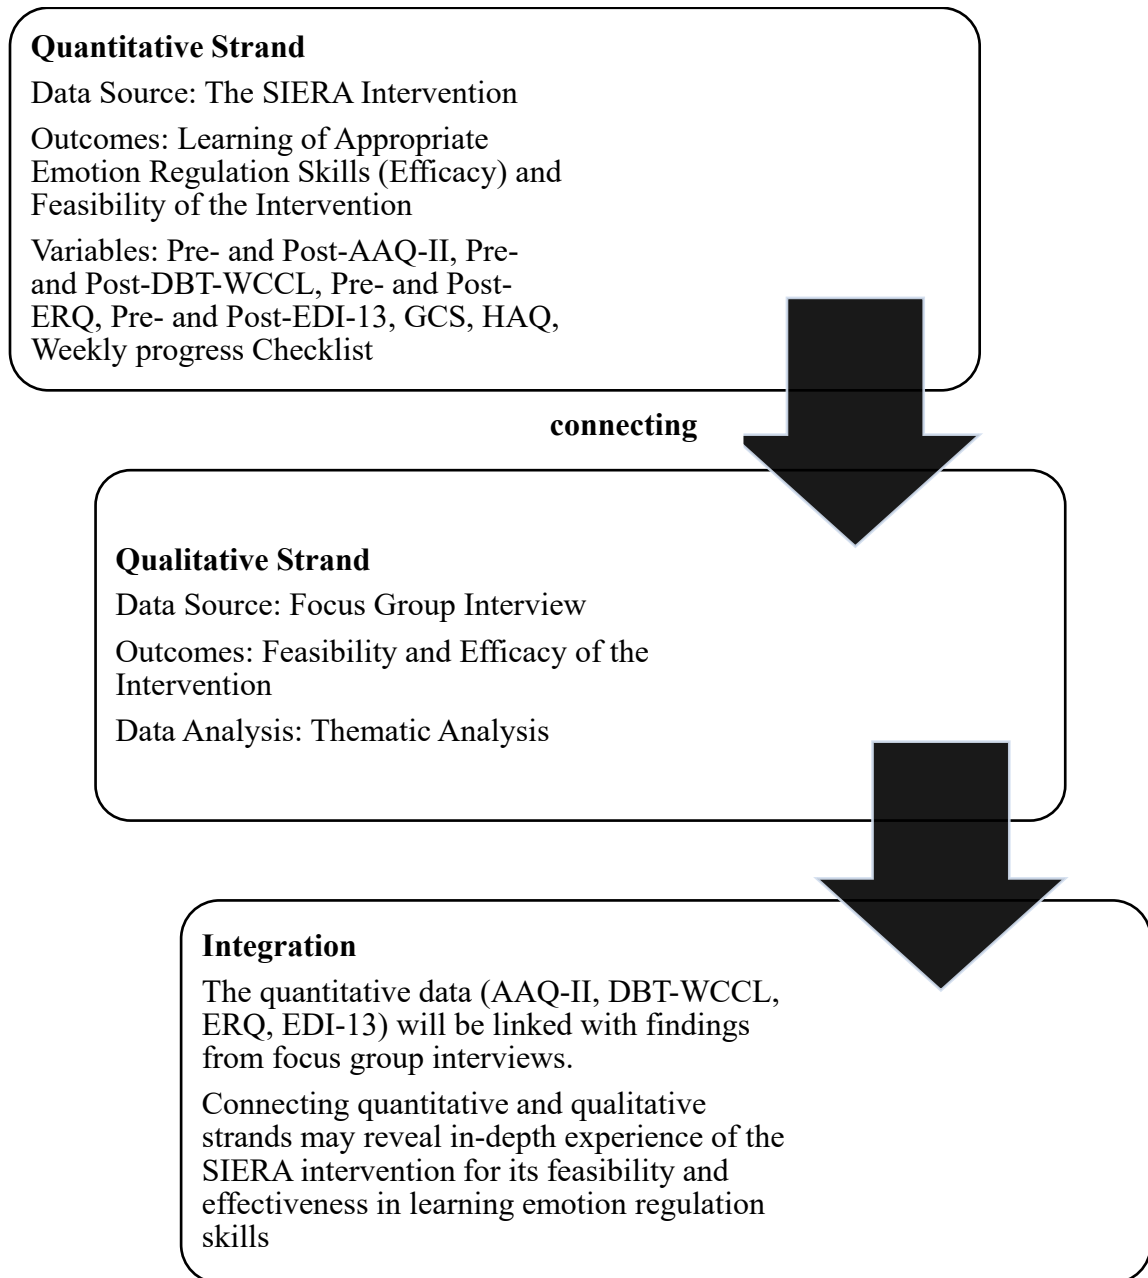 Quantitative Strand
Data Source: The SIERA Intervention
Outcomes: Learning of Appropriate
Emotion Regulation Skills (Efficacy) and
Feasibility of the Intervention
Variables: Pre- and Post-AAQ-II, Pre-
and Post-DBT-WCCL, Pre- and Post-
ERQ, Pre- and Post-EDI-13, GCS, HAQ,
Weekly progress Checklist
connecting
Qualitative Strand
Data Source: Focus Group Interview
Outcomes: Feasibility and Efficacy of the
Intervention
Data Analysis: Thematic Analysis
Integration
The quantitative data (AAQ-II, DBT-WCCL,
ERQ, EDI-13) will be linked with findings
from focus group interviews.
Connecting quantitative and qualitative
strands may reveal in-depth experience of the
SIERA intervention for its feasibility and
effectiveness in learning emotion regulation
skills